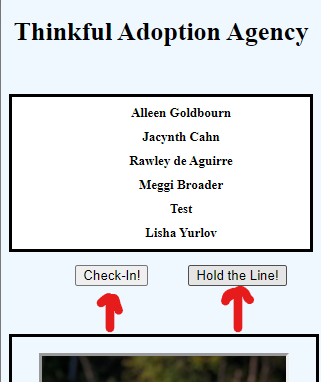 Thinkful Adoption Agency
Alleen Goldbourn
Jacynth Cahn
Rawley de Aguirre
Meggi Broader
Test
Lisha Yurlov
Check-In! Hold the Line!